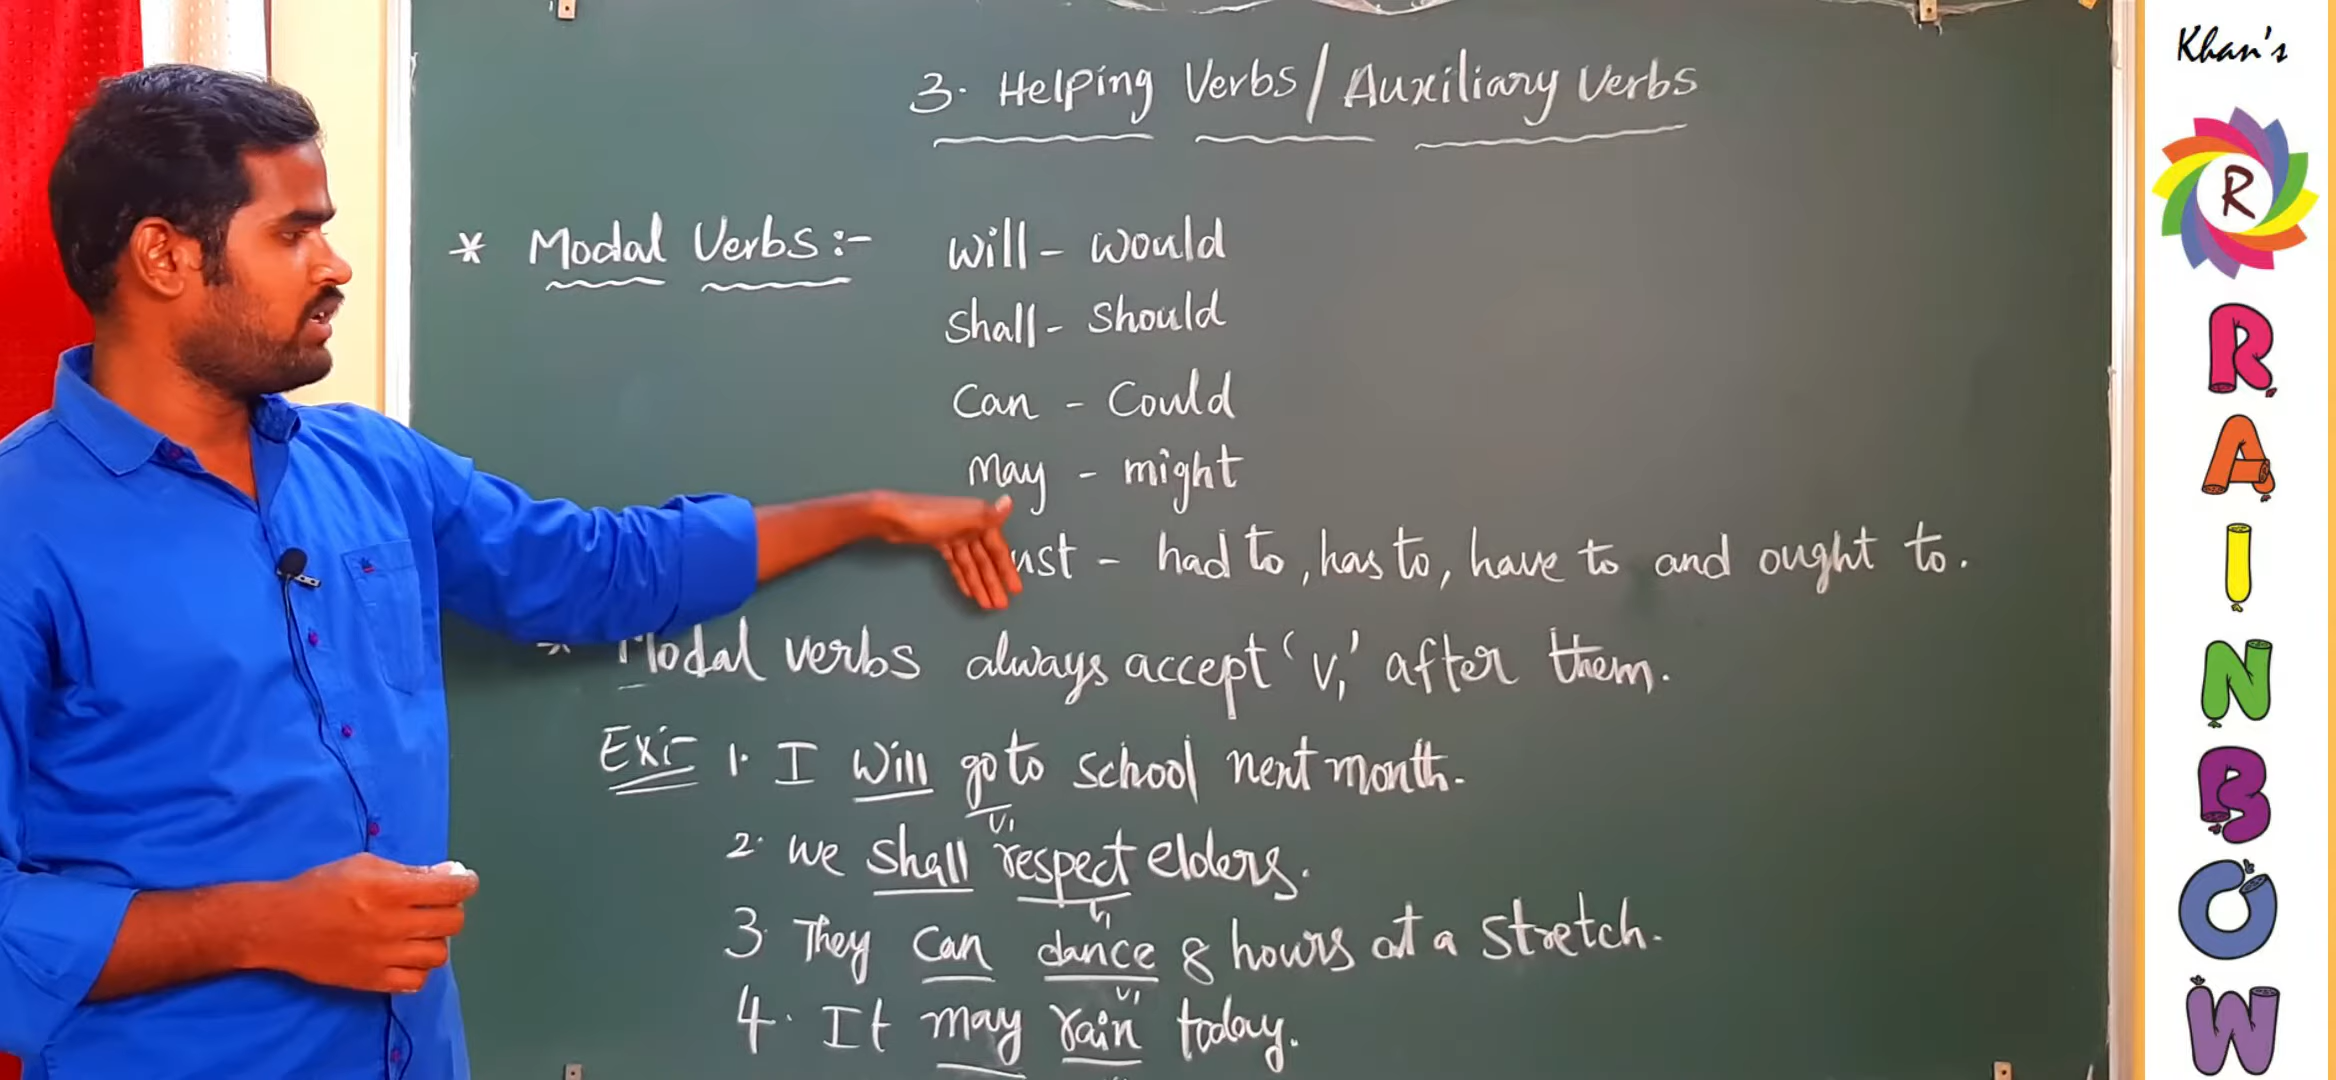 3. Helping Verbs / Auxiliary Verbs
* Modal Verbs :- will - would
shall - should
can - could
may - might
ust - had to, has to, have to and ought to.
* Modal verbs always accept 'V₁' after them.
Ex:- 1. I will go to school next month.
V₁
2. we shall respect elders.
V₁
3 They can dance 8 hours at a stretch.
V₁
4. It may rain today.
Khan's
R
RAINBOW